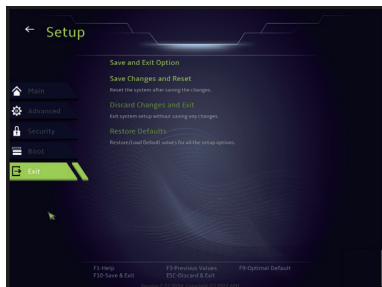 Setup
Save and Exit Option
Save Changes and Reset
Reset the system after saving the changes.
Main
Discard Changes and Exit
Advanced
Exit system setup without saving any changes.
Security
Restore Defaults
Restore/Load Default values for all the setup options.
Boot
Exit
F1-Help F3-Previous Values F9-Optimal Default
F10-Save & Exit ESC-Discard & Exit